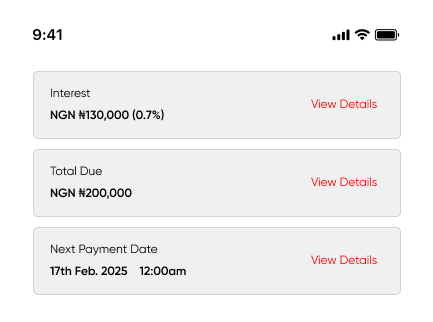 9:41
Interest
NGN ₦130,000 (0.7%)
View Details
Total Due
NGN ₦200,000
View Details
Next Payment Date
17th Feb. 2025 12:00am
View Details